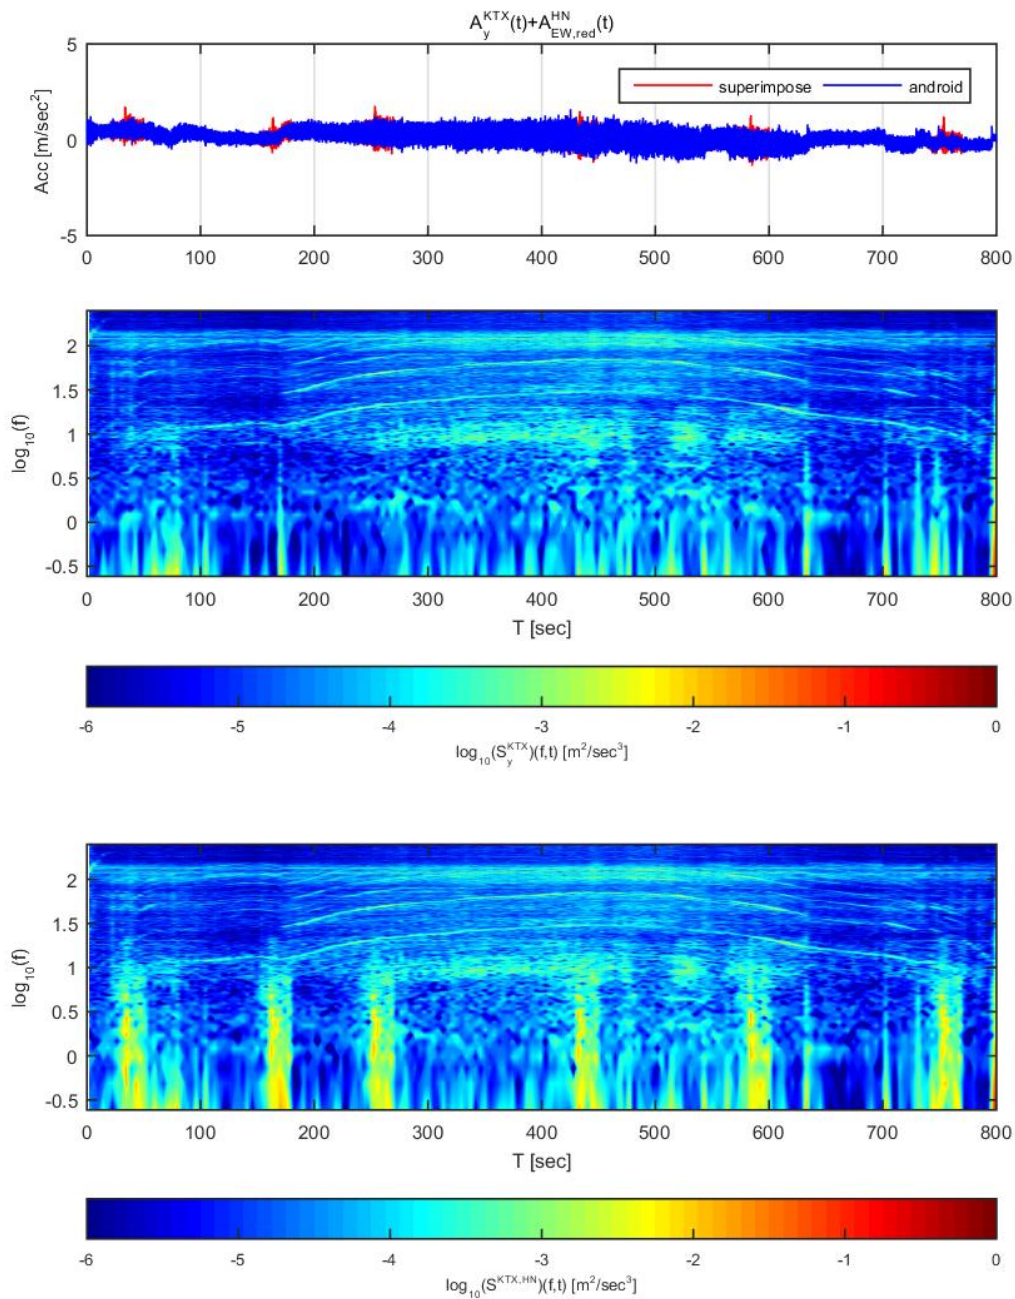 A_y^KTX(t)+A_EW,red^HN(t)
superimpose android
Acc [m/sec²]
5
0
-5
0 100 200 300 400 500 600 700 800
log₁₀(f)
2
1.5
1
0.5
0
-0.5
0 100 200 300 400 500 600 700 800
T [sec]
-6 -5 -4 -3 -2 -1 0
log₁₀(S_y^KTX)(f,t) [m²/sec³]
log₁₀(f)
2
1.5
1
0.5
0
-0.5
0 100 200 300 400 500 600 700 800
T [sec]
-6 -5 -4 -3 -2 -1 0
log₁₀(S^KTX,HN)(f,t) [m²/sec³]